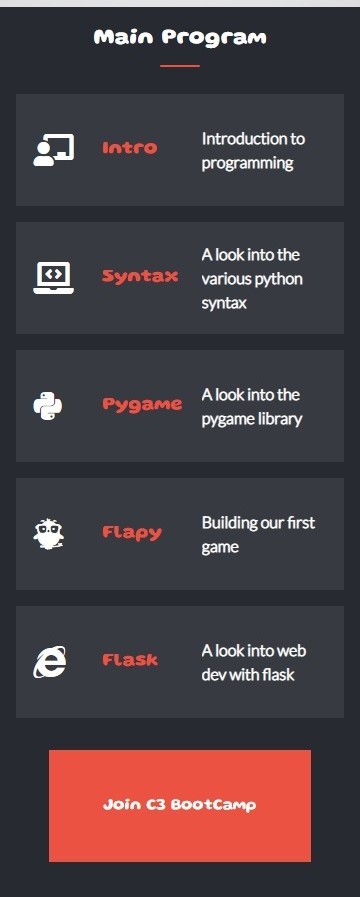 Main Program
Intro
Introduction to
programming
Syntax
A look into the
various python
syntax
Pygame
A look into the
pygame library
Flapy
Building our first
game
Flask
A look into web
dev with flask
Join C3 BootCamp